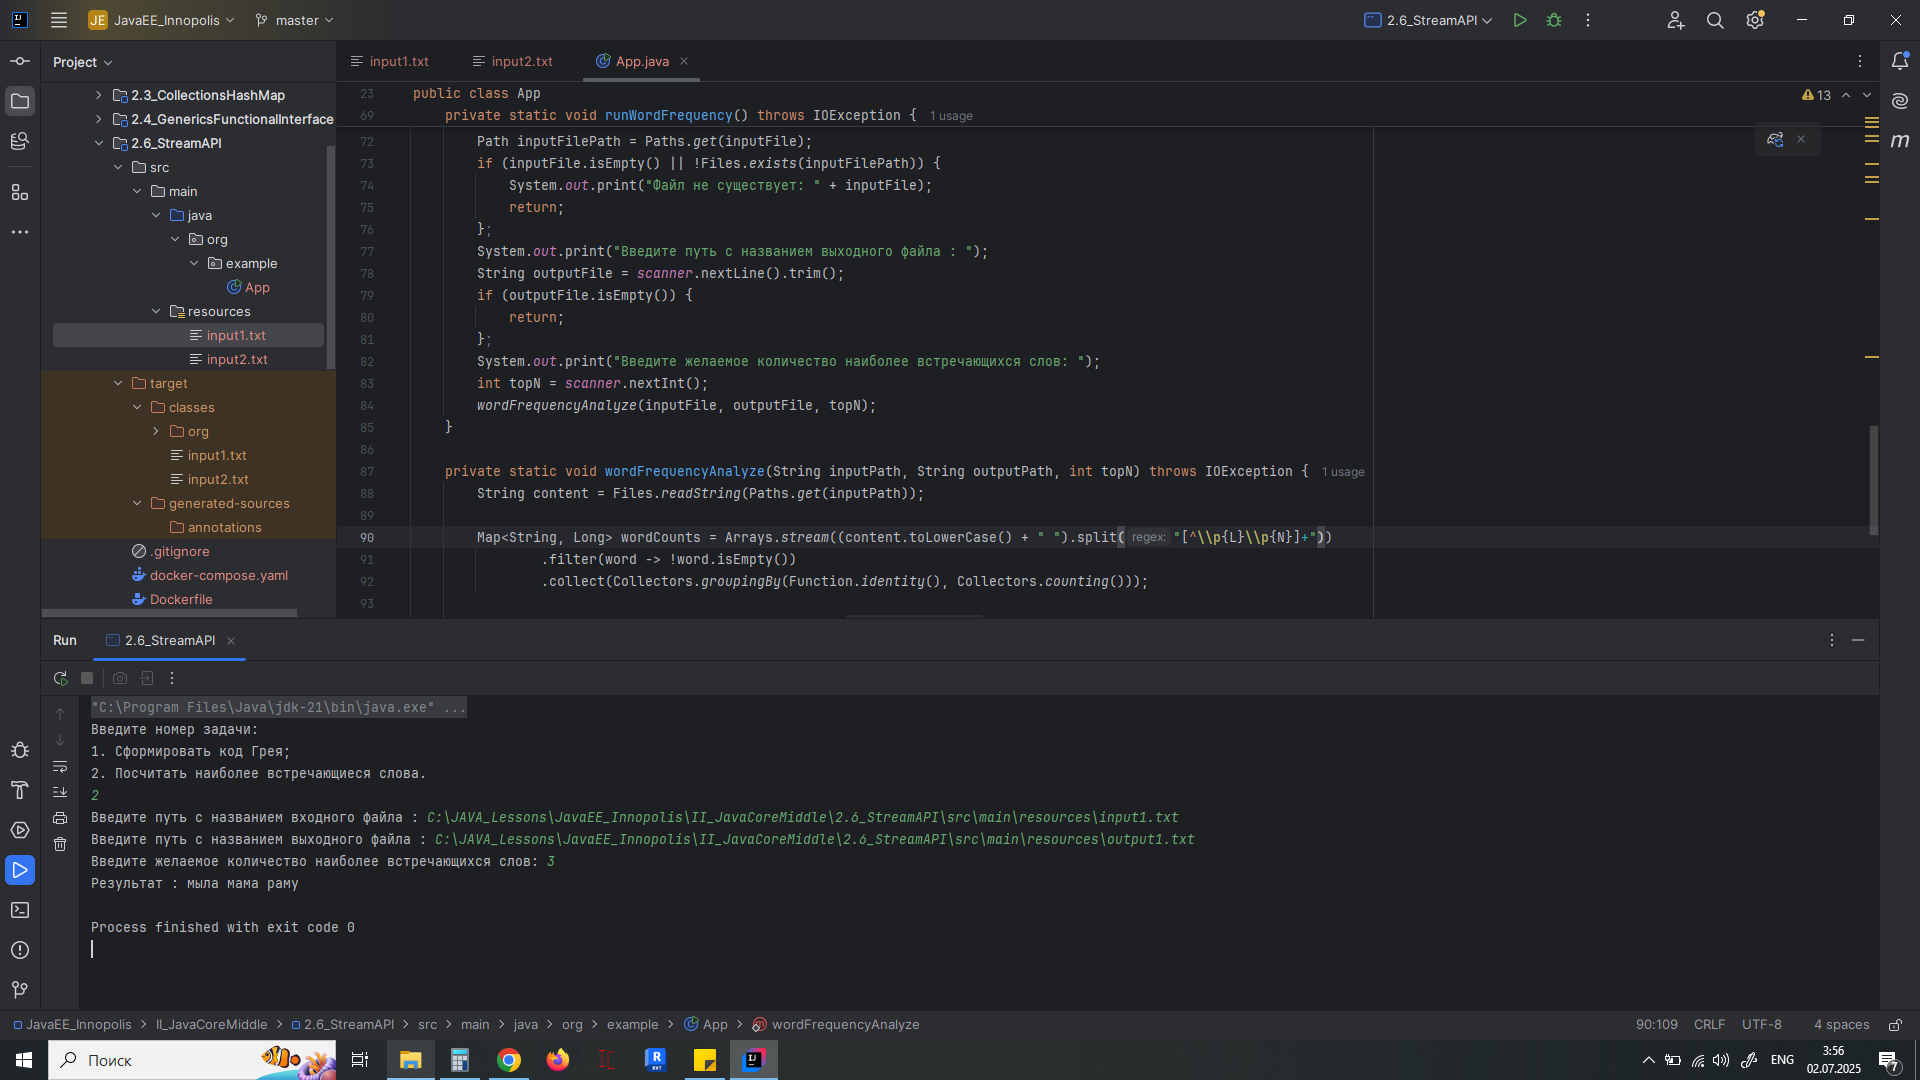 JE JavaEE_Innopolis master 2.6_StreamAPI
Project
input1.txt input2.txt App.java
2.3_CollectionsHashMap
2.4_GenericsFunctionalInterface
2.6_StreamAPI
src
main
java
org
example
App
resources
input1.txt
input2.txt
target
classes
org
input1.txt
input2.txt
generated-sources
annotations
.gitignore
docker-compose.yaml
Dockerfile
13
23 public class App
69 private static void runWordFrequency() throws IOException { 1 usage
72 Path inputFilePath = Paths.get(inputFile);
73 if (inputFile.isEmpty() || !Files.exists(inputFilePath)) {
74 System.out.print("Файл не существует: " + inputFile);
75 return;
76 };
77 System.out.print("Введите путь с названием выходного файла : ");
78 String outputFile = scanner.nextLine().trim();
79 if (outputFile.isEmpty()) {
80 return;
81 };
82 System.out.print("Введите желаемое количество наиболее встречающихся слов: ");
83 int topN = scanner.nextInt();
84 wordFrequencyAnalyze(inputFile, outputFile, topN);
85 }
86
87 private static void wordFrequencyAnalyze(String inputPath, String outputPath, int topN) throws IOException { 1 usage
88 String content = Files.readString(Paths.get(inputPath));
89
90 Map<String, Long> wordCounts = Arrays.stream((content.toLowerCase() + " ").split( regex: "[^\\p{L}\\p{N}]+"))
91 .filter(word -> !word.isEmpty())
92 .collect(Collectors.groupingBy(Function.identity(), Collectors.counting()));
93
Run 2.6_StreamAPI
"C:\Program Files\Java\jdk-21\bin\java.exe" ...
Введите номер задачи:
1. Сформировать код Грея;
2. Посчитать наиболее встречающиеся слова.
2
Введите путь с названием входного файла : C:\JAVA_Lessons\JavaEE_Innopolis\II_JavaCoreMiddle\2.6_StreamAPI\src\main\resources\input1.txt
Введите путь с названием выходного файла : C:\JAVA_Lessons\JavaEE_Innopolis\II_JavaCoreMiddle\2.6_StreamAPI\src\main\resources\output1.txt
Введите желаемое количество наиболее встречающихся слов: 3
Результат : мыла мама раму
Process finished with exit code 0
JavaEE_Innopolis > II_JavaCoreMiddle > 2.6_StreamAPI > src > main > java > org > example > App > wordFrequencyAnalyze
90:109 CRLF UTF-8 4 spaces
Поиск
ENG
3:56
02.07.2025
7